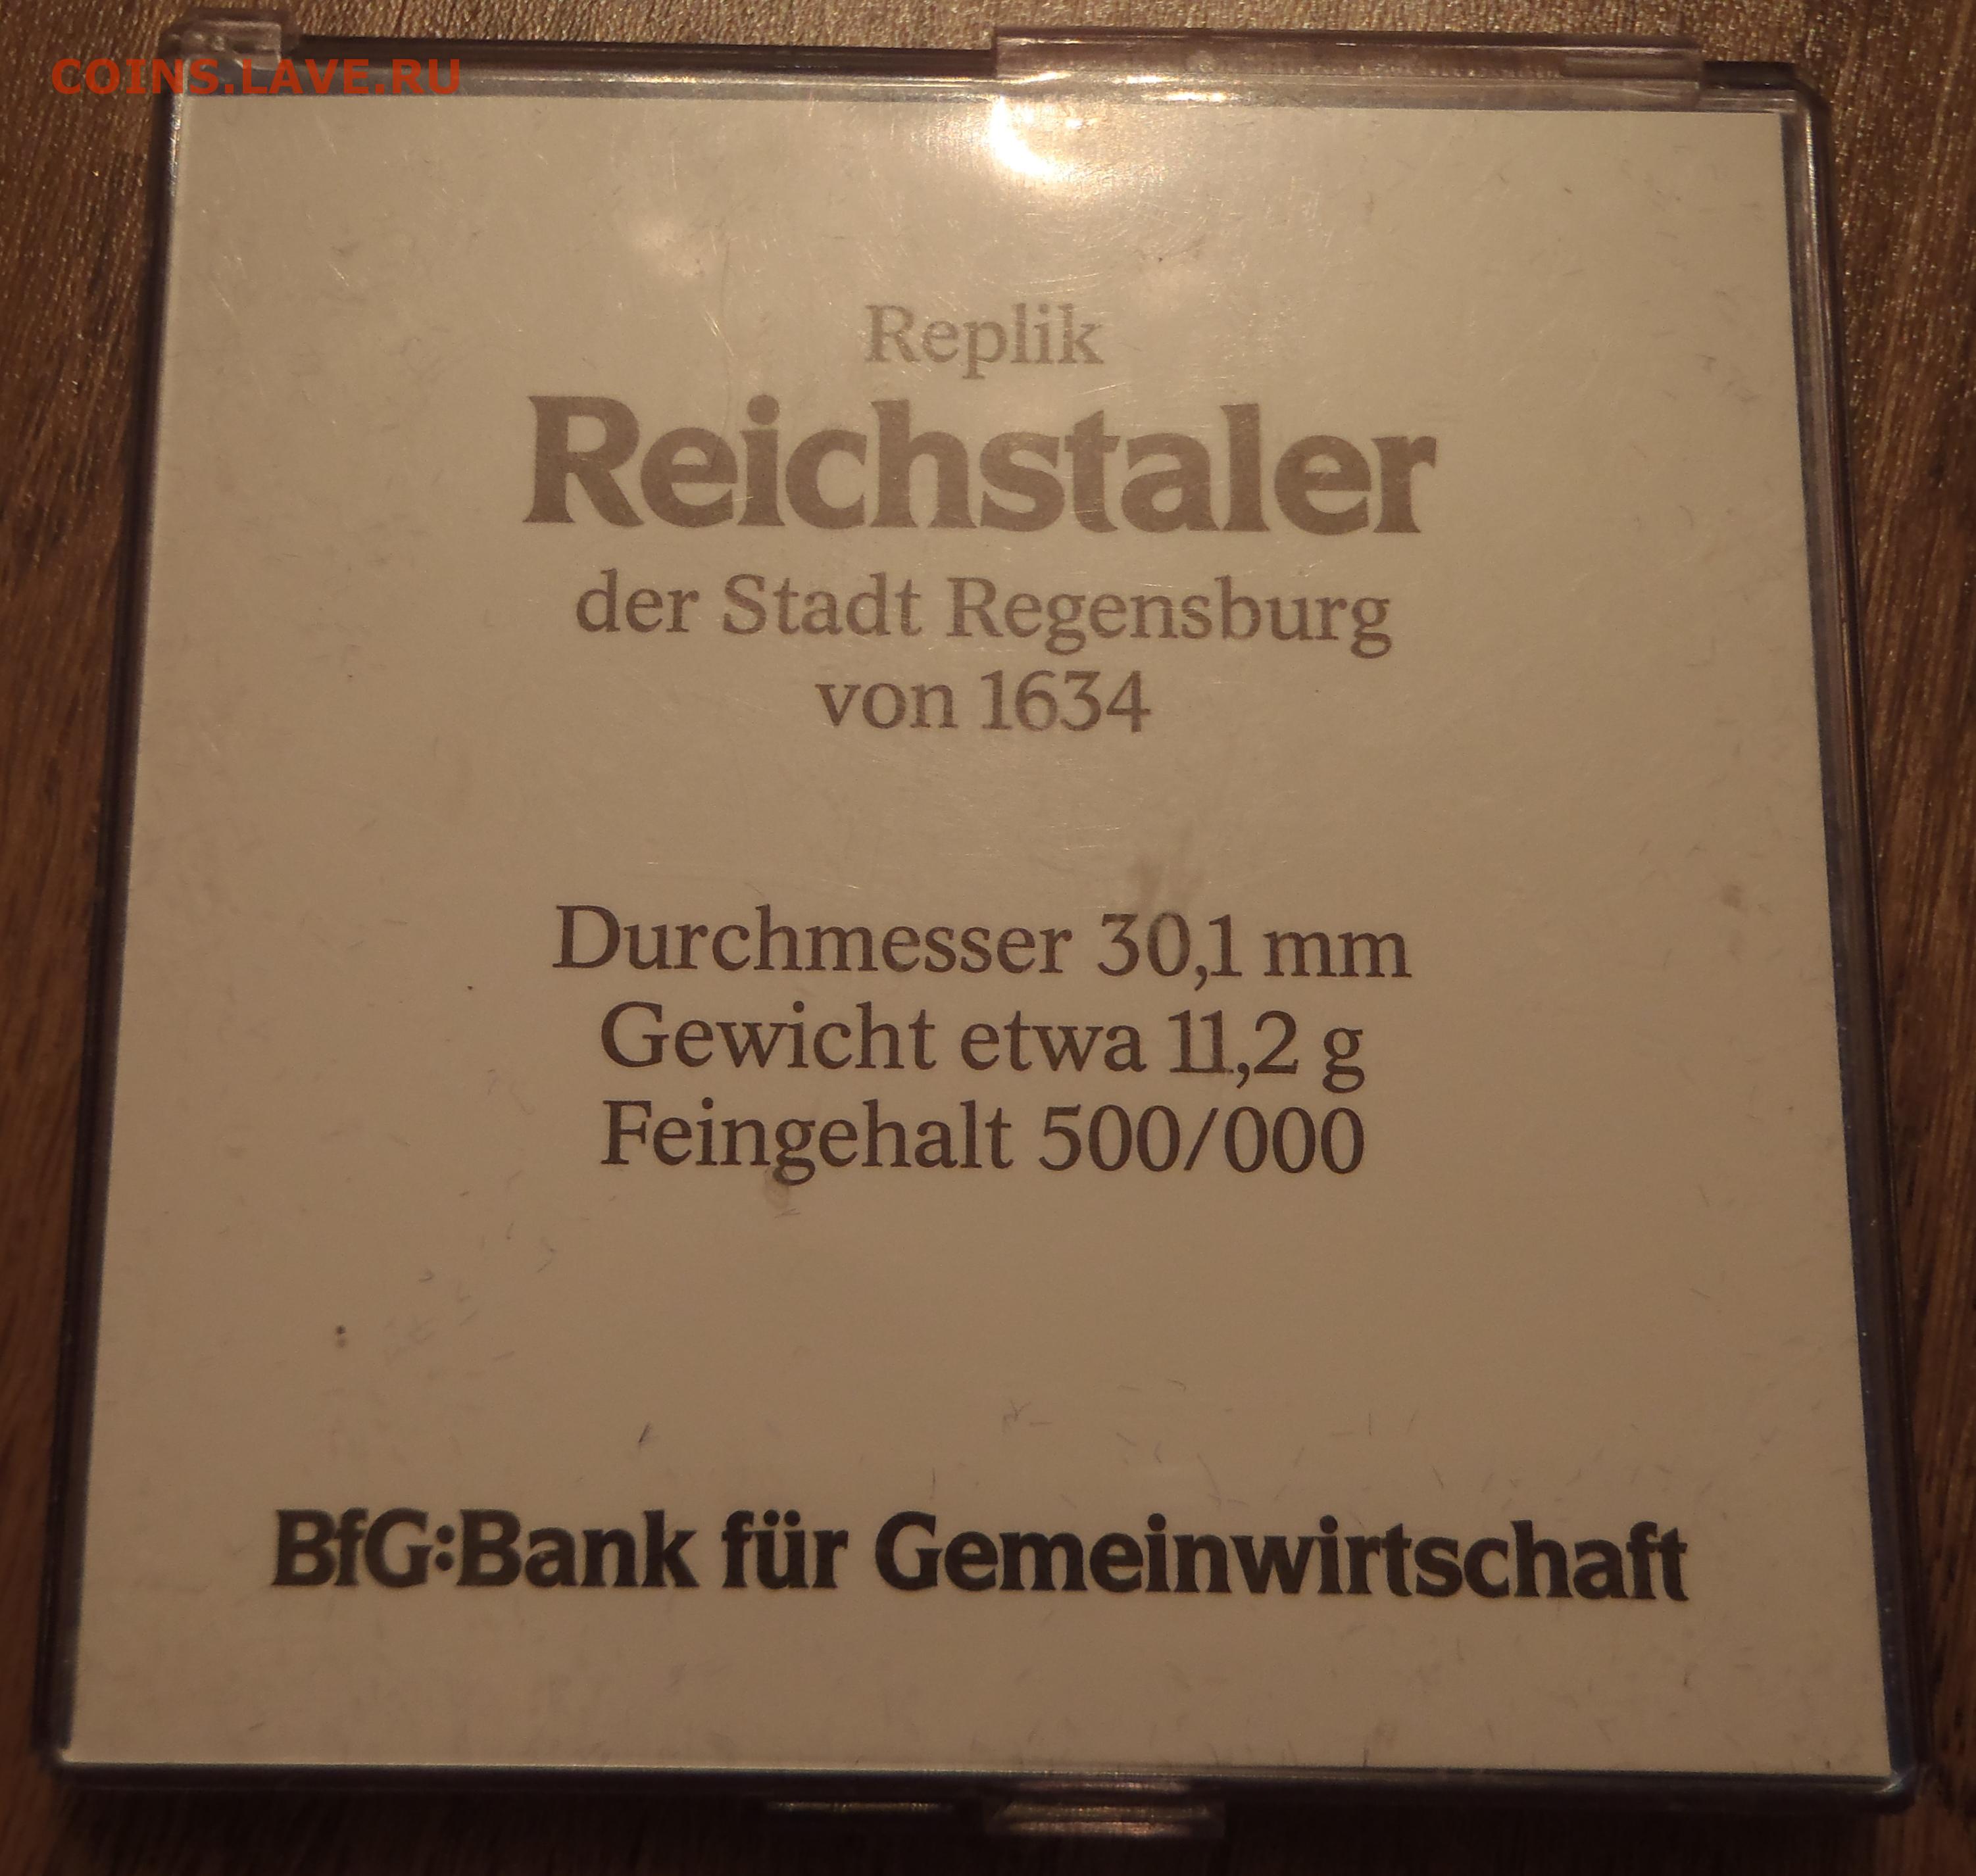 COINS.LAVE.RU
Replik
Reichstaler
der Stadt Regensburg
von 1634
Durchmesser 30,1 mm
Gewicht etwa 11,2 g
Feingehalt 500/000
BfG:Bank für Gemeinwirtschaft